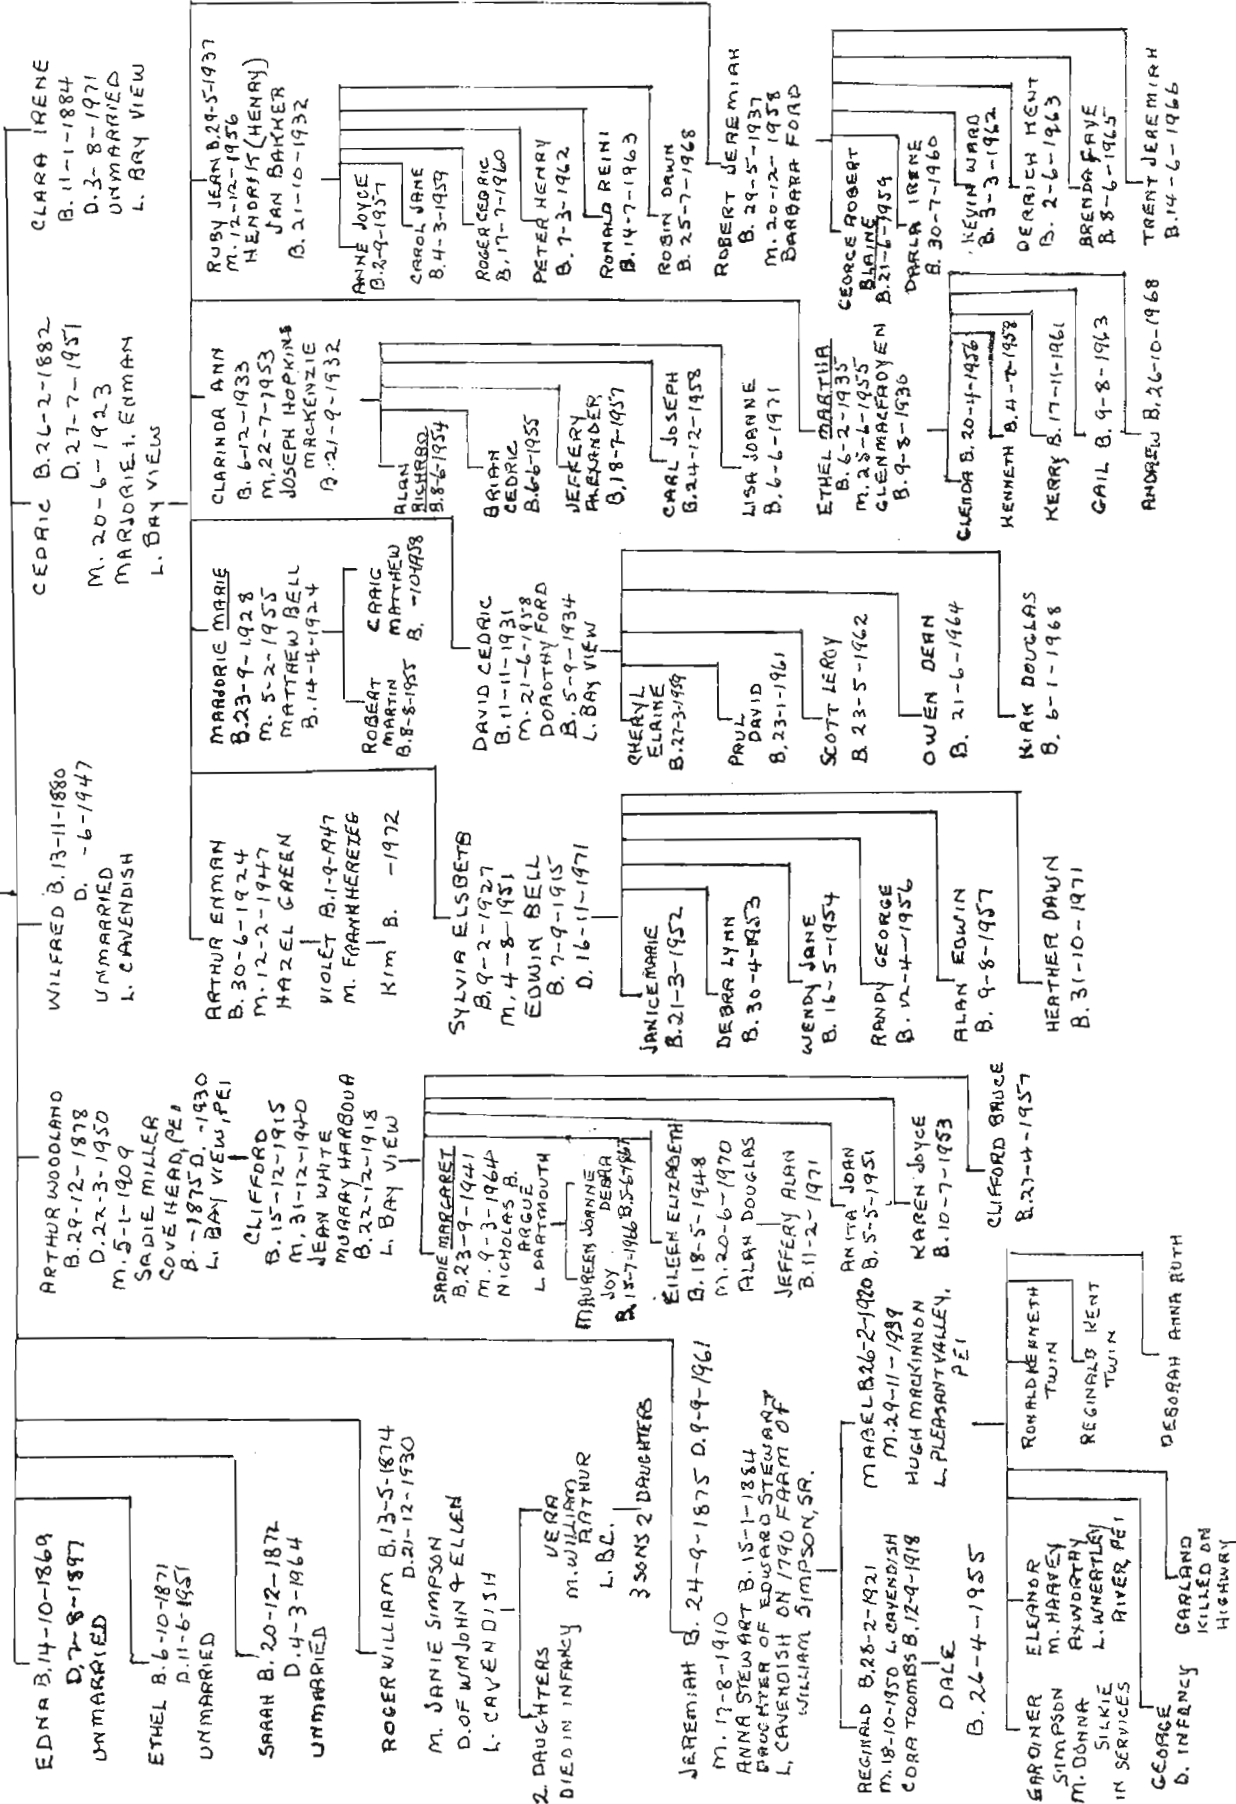 EDNA B.14-10-1869
D.2-8-1897
UNMARRIED
ETHEL B.6-10-1871
D.11-6-1951
UNMARRIED
SARAH B.20-12-1872
D.4-3-1964
UNMARRIED
ROGER WILLIAM B.13-5-1874
D.21-12-1930
M. JANIE SIMPSON
D.OF WM JOHN & ELLEN
L. CAVENDISH
2 DAUGHTERS
DIED IN INFANCY
VERA
M. WILLIAM
ARTHUR
L. B.C.
3 SONS 2 DAUGHTERS
JEREMIAH B. 24-9-1875 D.9-9-1961
M. 17-8-1910
ANNA STEWART B. 15-1-1884
DAUGHTER OF EDWARD STEWART
L, CAVENDISH ON 1790 FARM OF
WILLIAM SIMPSON, SR.
REGINALD B.28-2-1921
M.18-10-1950 L.CAVENDISH
CORA TOOMBS B.12-9-1918
DALE
B. 26-4-1955
MABEL B.26-2-1920
M.29-11-1939
HUGH MACKINNON
L.PLEASANT VALLEY,
PEI
GARDINER
SIMPSON
M. DONNA
SILKIE
IN SERVICES
ELEANOR
M. HARVEY
AXWORTHY
L. WHEATLEY
RIVER, PEI
GEORGE
D. INFANCY
GARLAND
KILLED ON
HIGHWAY
RONALD KENNETH
TWIN
REGINALD KENT
TWIN
DEBORAH ANNA RUTH
ARTHUR WOODLAND
B.29-12-1878
D.22-3-1950
M. 5-1-1909
SADIE MILLER
COVEHEAD, PEI
B. -1875 D. -1930
L. BAY VIEW, PEI
CLIFFORD
B.15-12-1915
M. 31-12-1940
JEAN WHITE
MURRAY HARBOUR
B.22-12-1918
L. BAY VIEW
SADIE MARGARET
B.23-9-1941
M. 9-3-1964
NICHOLAS B.
ARGUE
L. DARTMOUTH
MAUREEN JOANNE
JOY DEBRA
B.15-7-1966 B.5-6-1967
EILEEN ELIZABETH
B.18-5-1948
M. 20-6-1970
ALAN DOUGLAS
JEFFERY ALAN
B.11-2-1971
ANITA JOAN
B.5-5-1951
KAREN JOYCE
B.10-7-1953
CLIFFORD BRUCE
B.27-4-1957
WILFRED B.13-11-1880
D. -6-1947
UNMARRIED
L. CAVENDISH
ARTHUR ENMAN
B.30-6-1924
M. 12-2-1947
HAZEL GREEN
VIOLET B.1-9-1947
M. FRANK
KIM B. -1972
SYLVIA ELSBETH
B.9-2-1927
M. 4-8-1951
EDWIN BELL
B. 7-9-1915
D. 16-11-1971
JANICE MARIE
B.21-3-1952
DEBRA LYNN
B.30-4-1953
WENDY JANE
B. 16-5-1954
RANDY GEORGE
B. 12-4-1956
ALAN EDWIN
B. 9-8-1957
HEATHER DAWN
B. 31-10-1971
MARJORIE MARIE
B.23-9-1928
M. 5-2-1955
MATTHEW BELL
B.14-4-1924
ROBERT
MARTIN
B.8-8-1955
CRAIG
MATTHEW
B. -10-1958
DAVID CEDRIC
B.11-11-1931
M. 21-6-1958
DOROTHY FORD
B. 5-9-1934
L. BAY VIEW
CHERYL
ELAINE
B.27-3-1959
PAUL
DAVID
B.23-1-1961
SCOTT LEROY
B. 23-5-1962
OWEN DEAN
B. 21-6-1964
KIRK DOUGLAS
B. 6-1-1968
CEDRIC B.26-2-1882
D.27-7-1951
M. 20-6-1923
MARJORIE H. ENMAN
L. BAY VIEW
CLARINDA ANN
B. 6-12-1933
M. 22-7-1953
JOSEPH HOPKINS
MACKENZIE
B. 21-9-1932
ALAN
RICHARD
B.8-6-1954
BRIAN
CEDRIC
B.6-6-1955
JEFFERY
ALEXANDER
B.18-7-1957
CARL JOSEPH
B.24-12-1958
LISA JOANNE
B. 6-6-1971
ETHEL MARTHA
B. 6-2-1935
M. 25-6-1955
GLEN MACFADYEN
B. 9-8-1930
GLENDA B.20-4-1956
KENNETH B.4-2-1958
KERRY B. 17-11-1961
GAIL B. 9-8-1963
ANDREW B.26-10-1968
CLARA IRENE
B. 11-1-1884
D. 3-8-1971
UNMARRIED
L. BAY VIEW
RUBY JEAN B.29-5-1937
M. 12-12-1956
HENDRIK (HENRY)
JAN BAKKER
B. 21-10-1932
ANNE JOYCE
B.2-9-1957
CAROL JANE
B.4-3-1959
ROGER CEDRIC
B.17-7-1960
PETER HENRY
B. 7-3-1962
RONALD REINI
B.14-7-1963
ROBIN DAWN
B. 25-7-1968
ROBERT JEREMIAH
B. 29-5-1937
M. 20-12-1958
BARBARA FORD
GEORGE ROBERT
BLAINE
B.21-6-1959
DARLA IRENE
B. 30-7-1960
KEVIN WARD
B. 3-3-1962
DERRICH KENT
B. 2-6-1963
BRENDA FAYE
B. 8-6-1965
TRENT JEREMIAH
B.14-6-1966